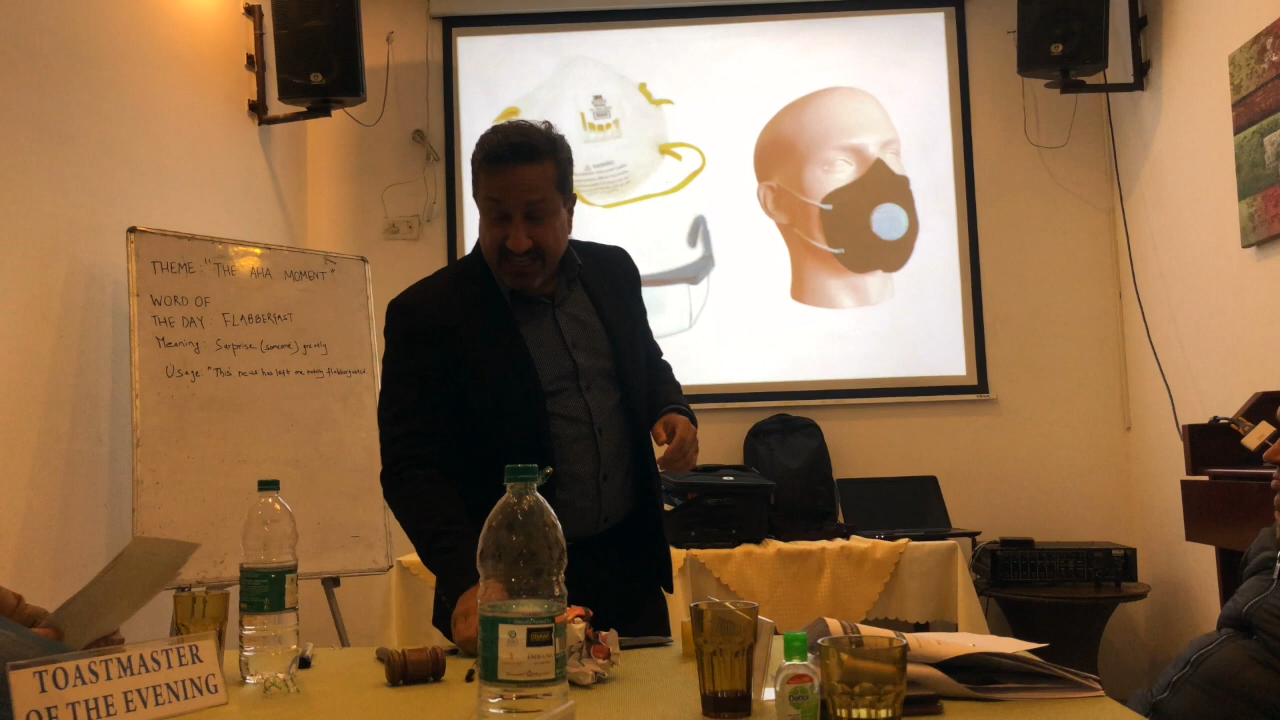 THEME: "THE AHA MOMENT"
WORD OF
THE DAY: FLABBERGAST
Meaning: Surprise (someone) greatly
Usage: "This news has left me totally flabbergasted
TOASTMASTER
OF THE EVENING
Dettol